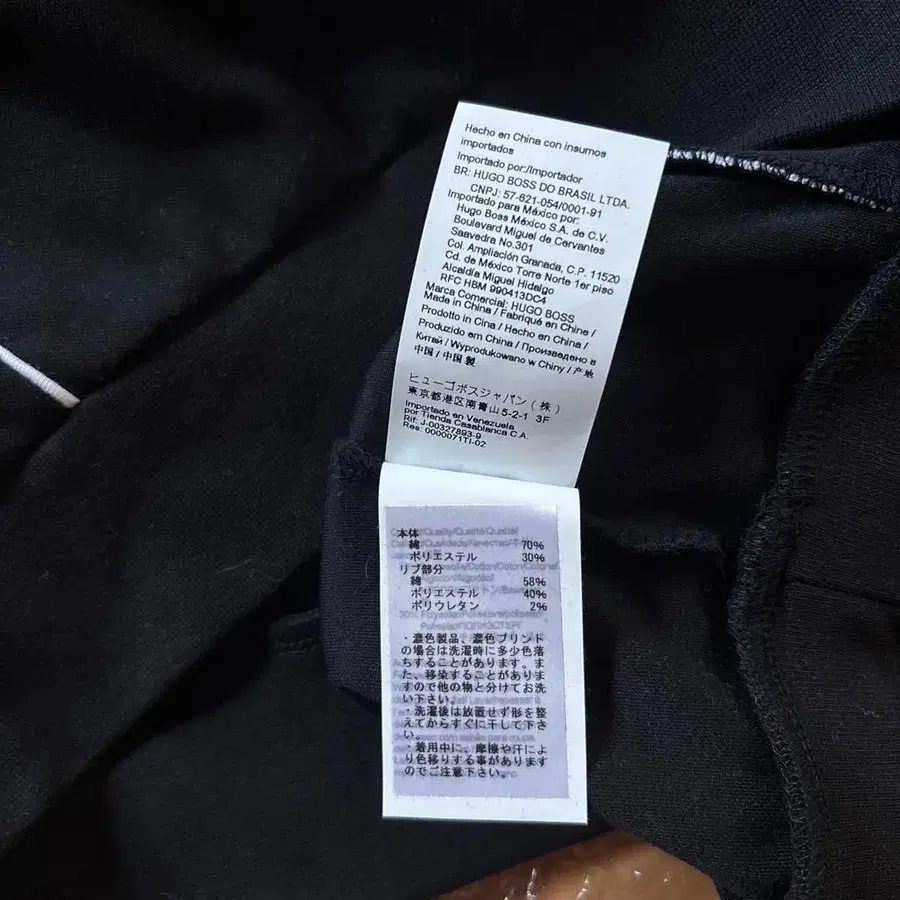 Hecho en China con insumos
importados
Importado por:/Importador
BR: HUGO BOSS DO BRASIL LTDA.
CNPJ: 57-621-054/0001-91
Importado para México por:
Hugo Boss México S.A. de C.V.
Boulevard Miguel de Cervantes
Saavedra No.301
Col. Ampliación Granada, C.P. 11520
Cd. de México Torre Norte 1er piso
Alcaldía Miguel Hidalgo
RFC HBM 990413DC4
Marca Comercial: HUGO BOSS
Made in China / Fabriqué en Chine /
Prodotto in Cina / Hecho en China /
Produzido em China / Произведено в
Китай / Wyprodukowano w Chiny / 产地
中国 / 中国 製
ヒューゴボスジャパン(株)
東京都港区南青山5-2-1 3F
Importado en Venezuela
por Tienda Casablanca C.A.
Rif: J-00327893-9
Res: 0000071TI-02
本体
綿 70%
ポリエステル 30%
リブ部分
綿 58%
ポリエステル 40%
ポリウレタン 2%
・濃色製品、濃色プリント
の場合は洗濯時に多少色落
ちすることがあります。ま
た、移染することがありま
すので他の物と分けてお洗
い下さい。
・洗濯後は放置せず形を整
えてからすぐに干して下さ
い。
・着用中に、摩擦や汗によ
り色移りする事があります
のでご注意下さい。